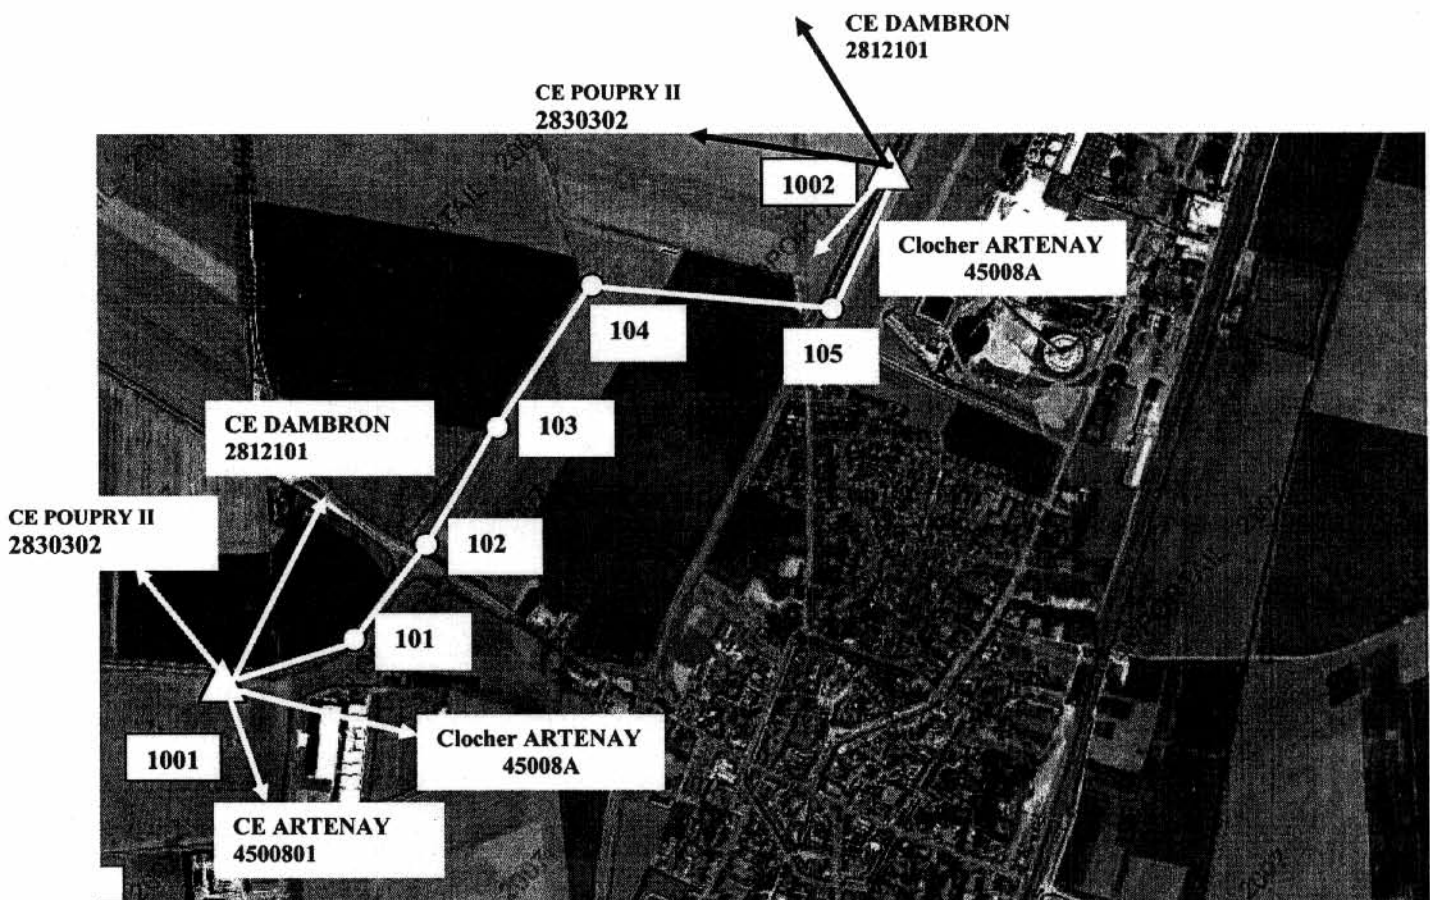 CE DAMBRON
2812101
CE POUPRY II
2830302
1002
Clocher ARTENAY
45008A
104
105
CE DAMBRON
2812101
103
CE POUPRY II
2830302
102
101
1001
Clocher ARTENAY
45008A
CE ARTENAY
4500801